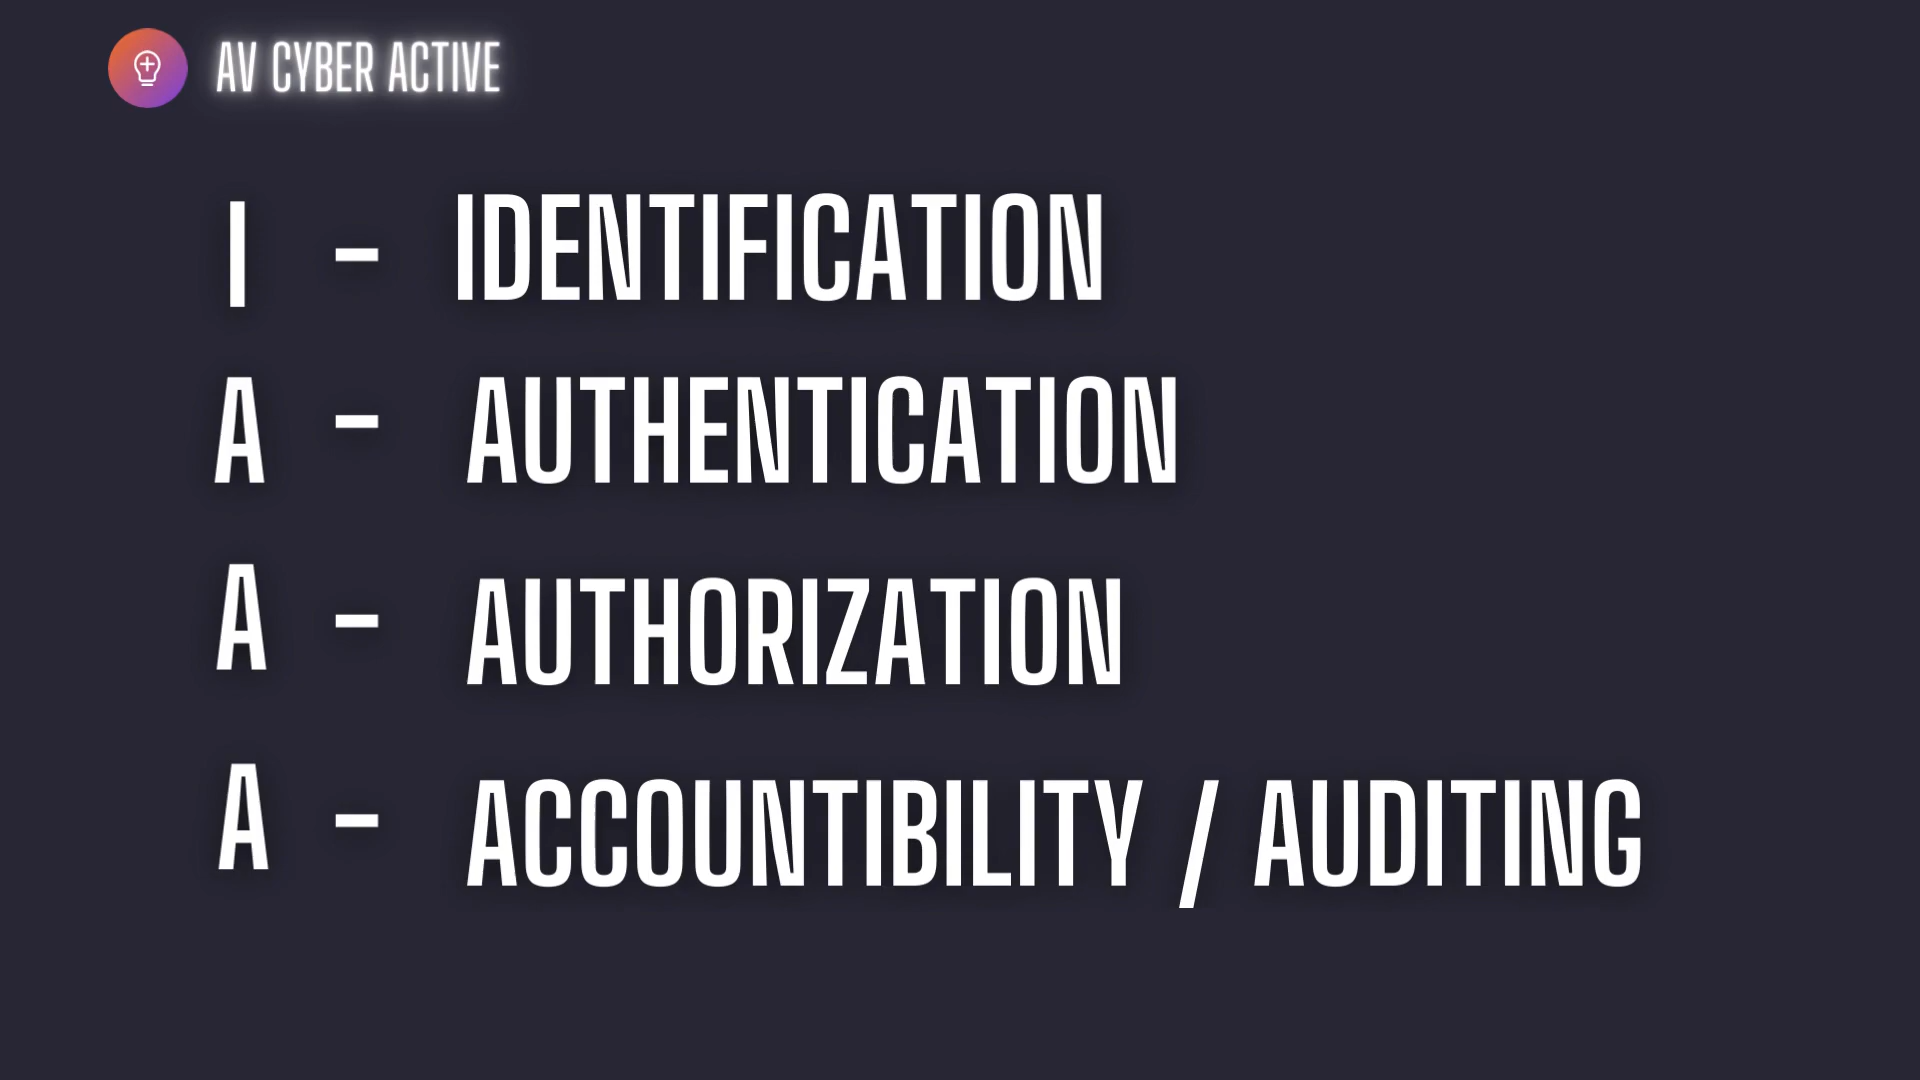 AV CYBER ACTIVE
I - IDENTIFICATION
A - AUTHENTICATION
A - AUTHORIZATION
A - ACCOUNTIBILITY / AUDITING